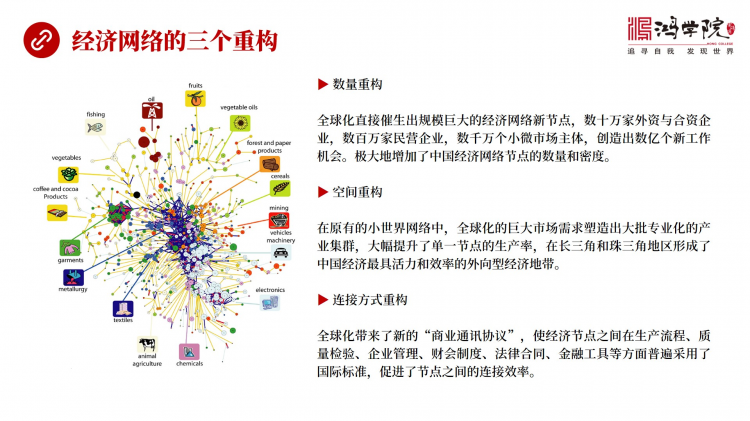 经济网络的三个重构
鸿学院
HONG COLLEGE
追寻自我 发现世界
fruits
oil
vegetable oils
fishing
forest and paper
products
vegetables
cereals
coffee and cocoa
Products
mining
vehicles
machinery
garments
metallurgy
electronics
textiles
animal
agriculture
chemicals
▶ 数量重构
全球化直接催生出规模巨大的经济网络新节点，数十万家外资与合资企
业，数百万家民营企业，数千万个小微市场主体，创造出数亿个新工作
机会。极大地增加了中国经济网络节点的数量和密度。
▶ 空间重构
在原有的小世界网络中，全球化的巨大市场需求塑造出大批专业化的产
业集群，大幅提升了单一节点的生产率，在长三角和珠三角地区形成了
中国经济最具活力和效率的外向型经济地带。
▶ 连接方式重构
全球化带来了新的“商业通讯协议”，使经济节点之间在生产流程、质
量检验、企业管理、财会制度、法律合同、金融工具等方面普遍采用了
国际标准，促进了节点之间的连接效率。